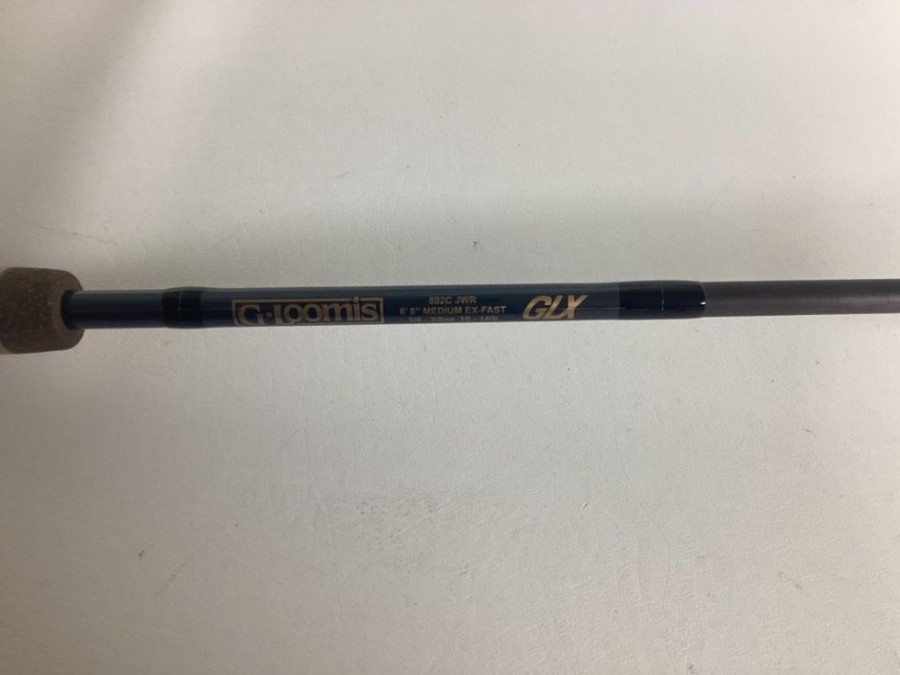 G·Loomis
802C JWR
6' 8" MEDIUM EX-FAST
GLX